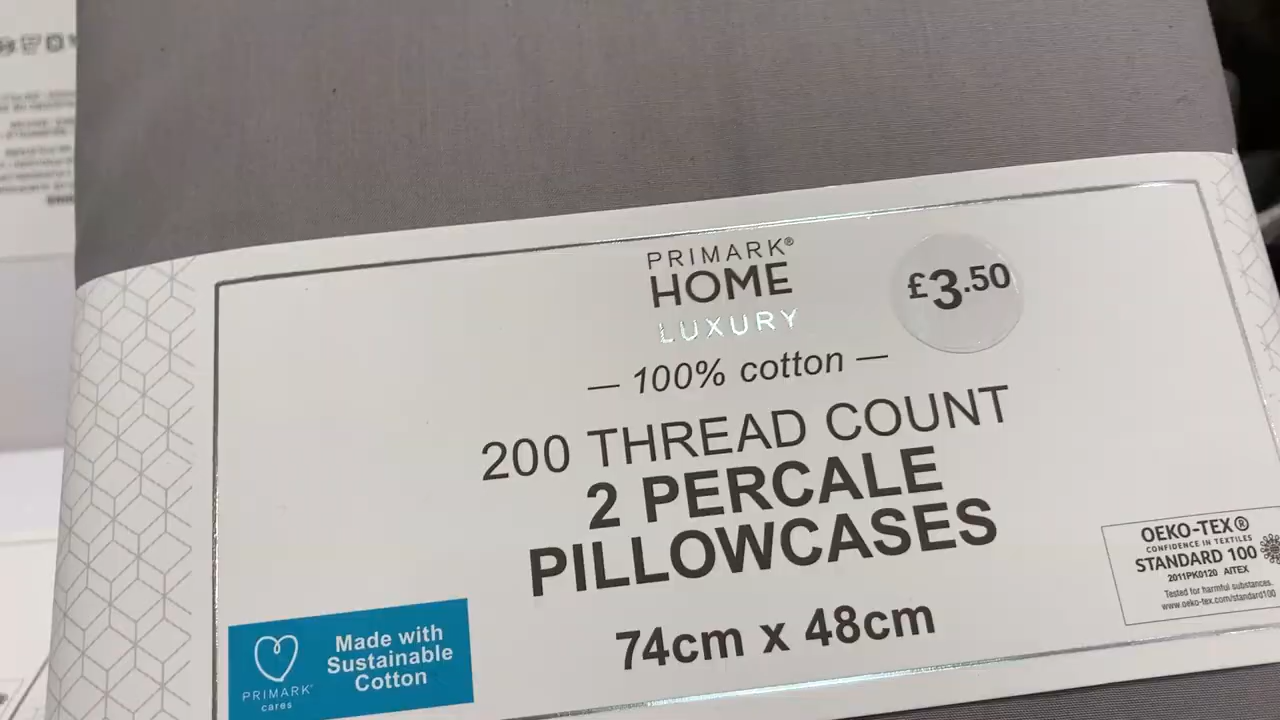 PRIMARK®
HOME
LUXURY
£3.50
— 100% cotton —
200 THREAD COUNT
2 PERCALE
PILLOWCASES
74cm x 48cm
Made with
Sustainable
Cotton
PRIMARK®
cares
OEKO-TEX®
CONFIDENCE IN TEXTILES
STANDARD 100
2011PK0120 AITEX
Tested for harmful substances.
www.oeko-tex.com/standard100